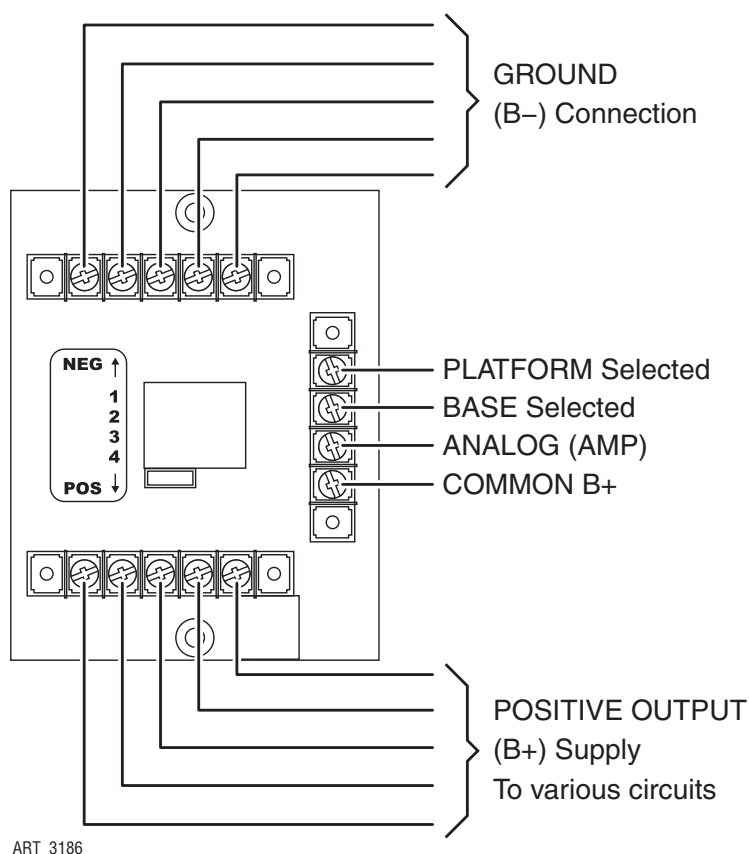 GROUND
(B–) Connection
NEG ↑
1
2
3
4
POS ↓
PLATFORM Selected
BASE Selected
ANALOG (AMP)
COMMON B+
POSITIVE OUTPUT
(B+) Supply
To various circuits
ART 3186